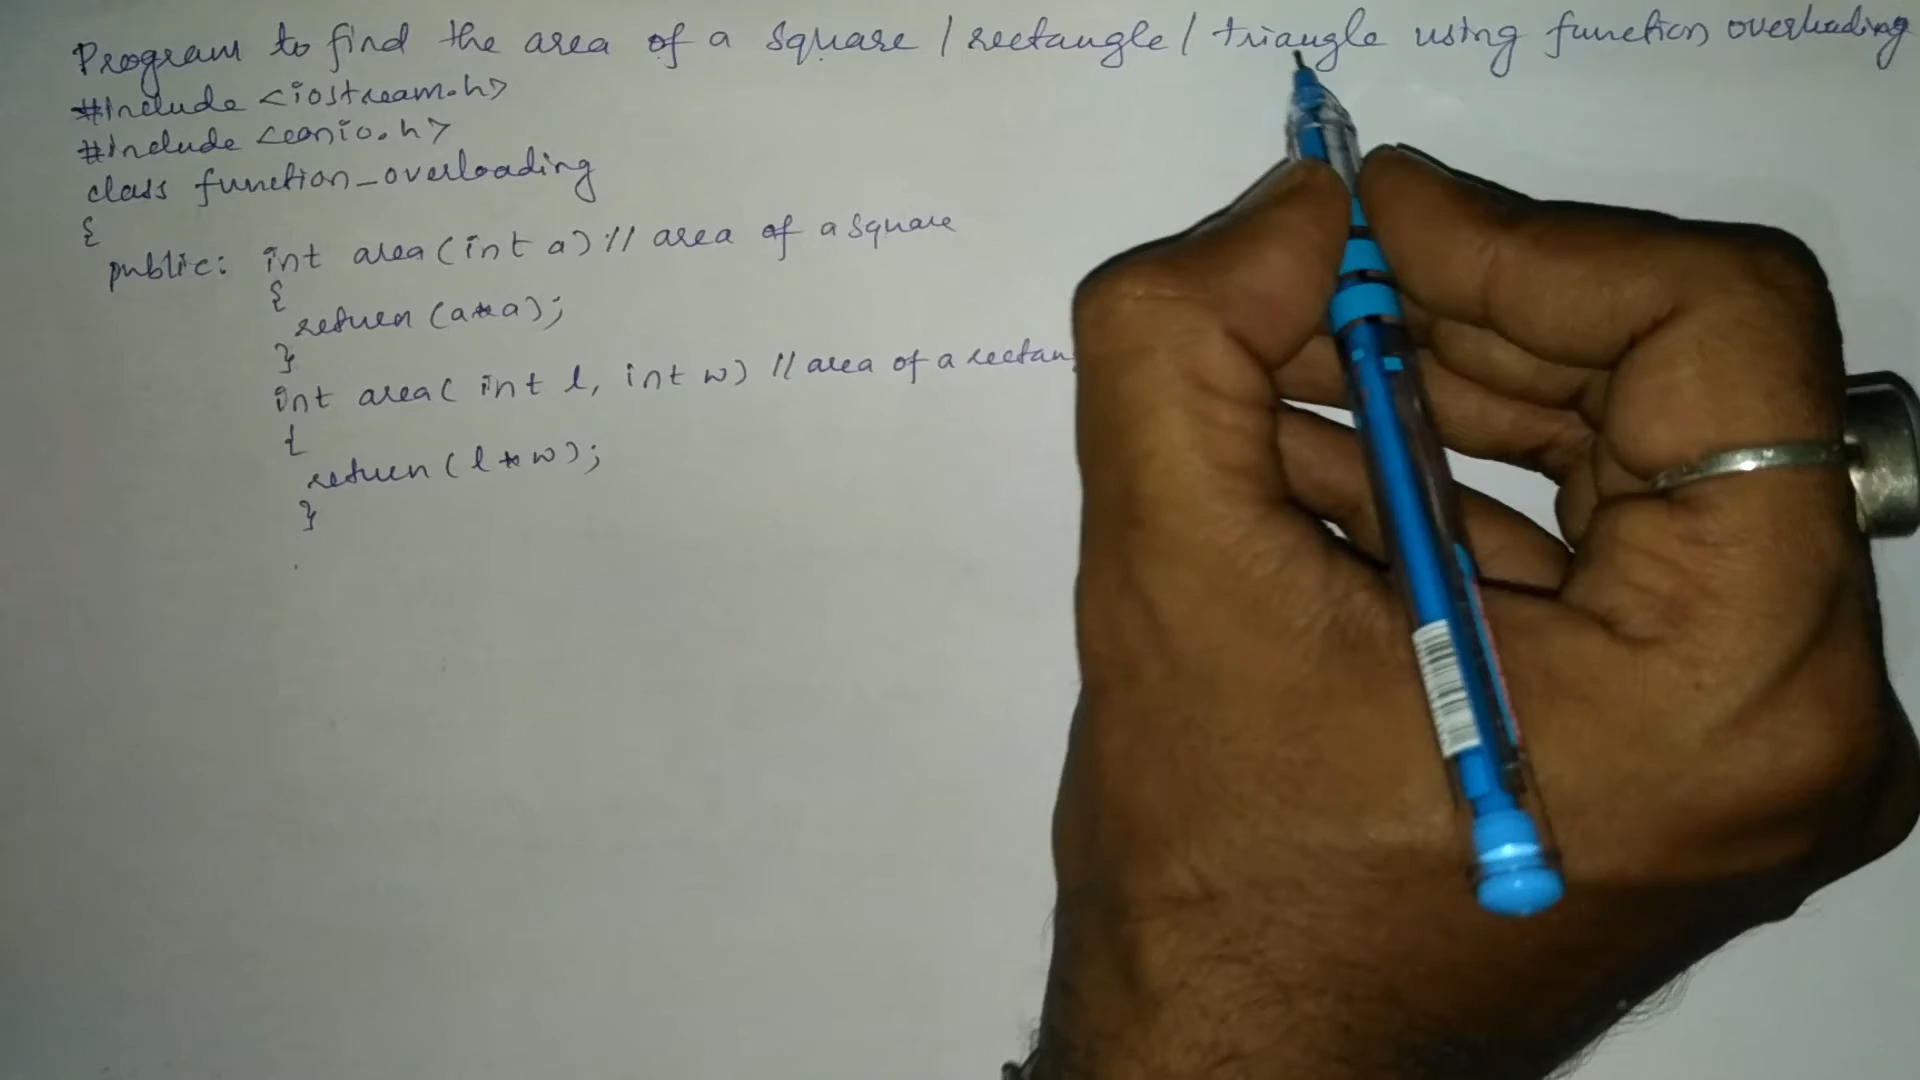 Program to find the area of a square / rectangle / triangle using function overloading
#include <iostream.h>
#include <conio.h>
class function_overloading
{
public: int area(int a) // area of a square
{
return (a*a);
}
int area( int l, int w) // area of a rectan
{
return (l*w);
}